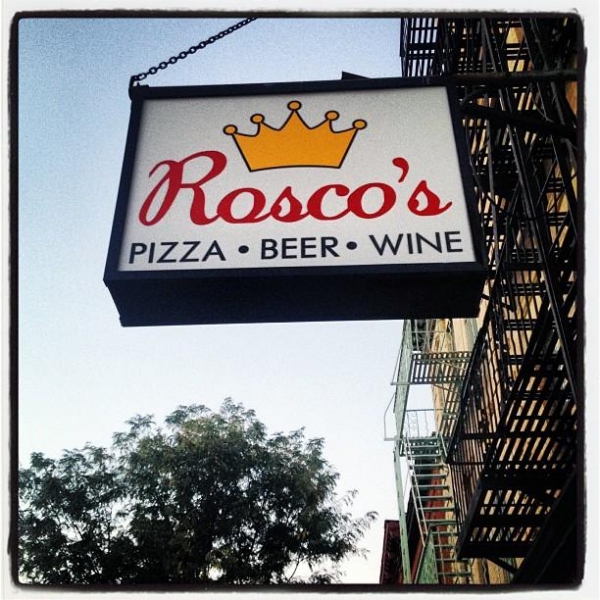 Rosco's
PIZZA • BEER • WINE